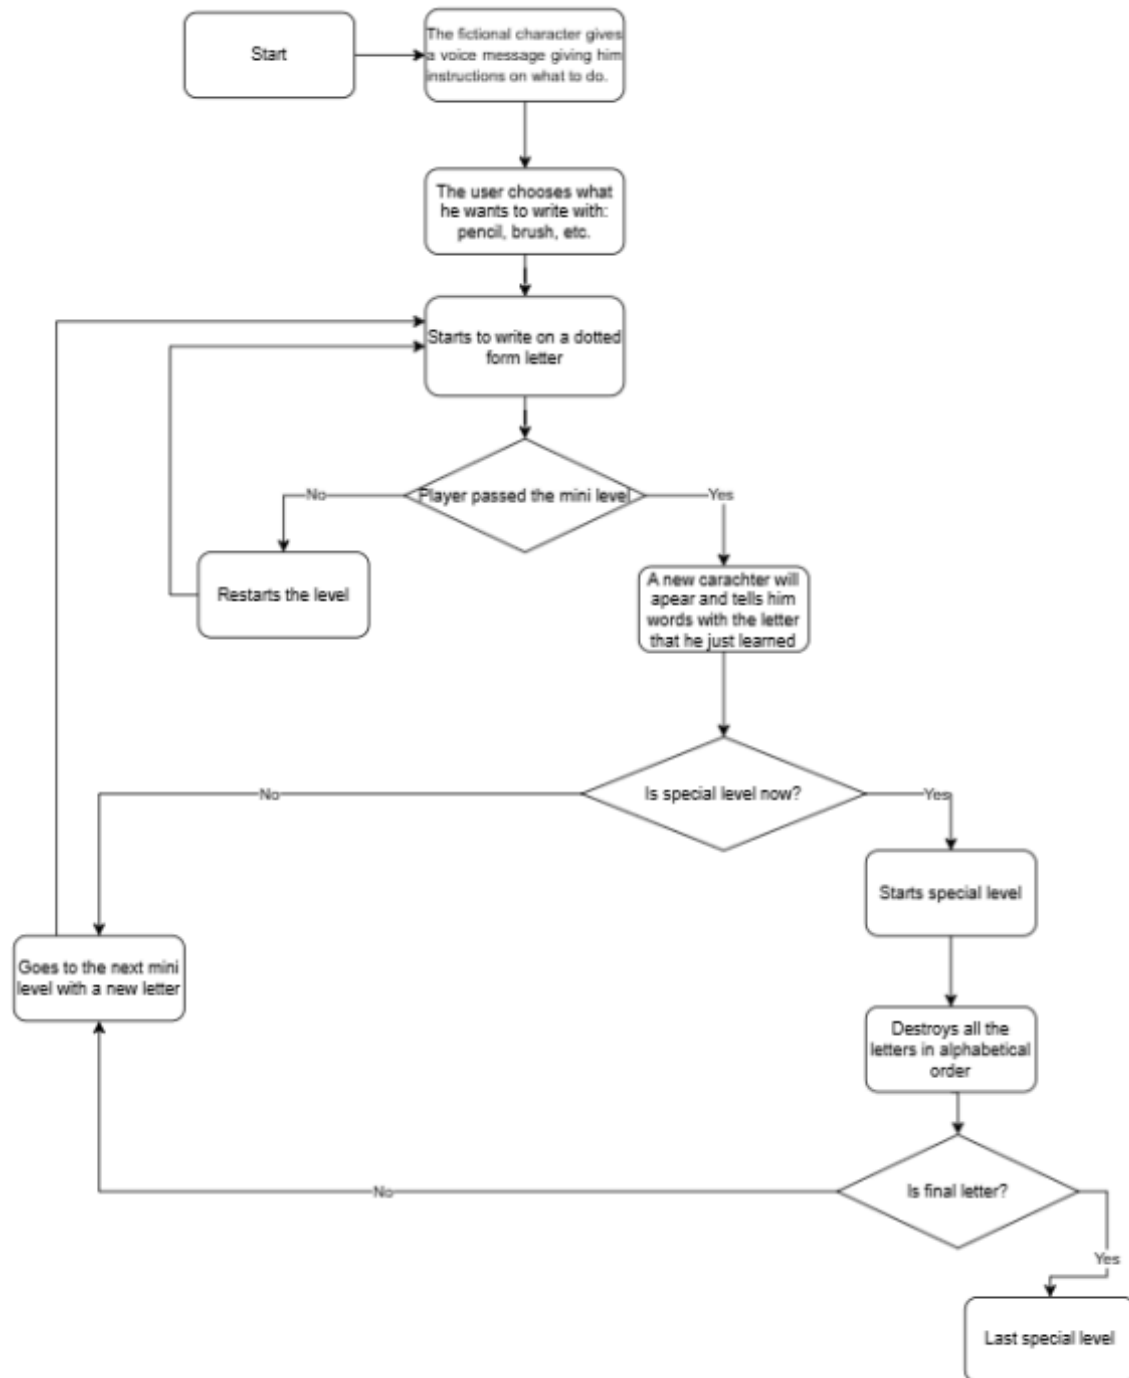 Start
The fictional character gives
a voice message giving him
instructions on what to do.
The user chooses what
he wants to write with:
pencil, brush, etc.
Starts to write on a dotted
form letter
Player passed the mini level
No
Yes
Restarts the level
A new carachter will
apear and tells him
words with the letter
that he just learned
Is special level now?
No
Yes
Starts special level
Goes to the next mini
level with a new letter
Destroys all the
letters in alphabetical
order
Is final letter?
No
Yes
Last special level